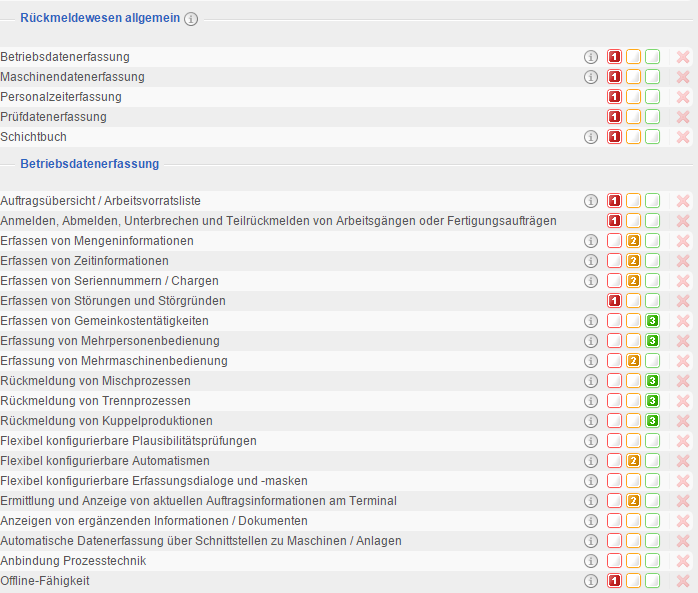 Rückmeldewesen allgemein i
Betriebsdatenerfassung i 1
Maschinendatenerfassung i 1
Personalzeiterfassung 1
Prüfdatenerfassung 1
Schichtbuch i 1
Betriebsdatenerfassung
Auftragsübersicht / Arbeitsvorratsliste i 1
Anmelden, Abmelden, Unterbrechen und Teilrückmelden von Arbeitsgängen oder Fertigungsaufträgen 1
Erfassen von Mengeninformationen i 2
Erfassen von Zeitinformationen i 2
Erfassen von Seriennummern / Chargen i 2
Erfassen von Störungen und Störgründen 1
Erfassen von Gemeinkostentätigkeiten i 3
Erfassung von Mehrpersonenbedienung i 3
Erfassung von Mehrmaschinenbedienung i 2
Rückmeldung von Mischprozessen i 3
Rückmeldung von Trennprozessen i 3
Rückmeldung von Kuppelproduktionen i 3
Flexibel konfigurierbare Plausibilitätsprüfungen i
Flexibel konfigurierbare Automatismen i 2
Flexibel konfigurierbare Erfassungsdialoge und -masken i
Ermittlung und Anzeige von aktuellen Auftragsinformationen am Terminal i 2
Anzeigen von ergänzenden Informationen / Dokumenten i
Automatische Datenerfassung über Schnittstellen zu Maschinen / Anlagen i
Anbindung Prozesstechnik i
Offline-Fähigkeit i 1